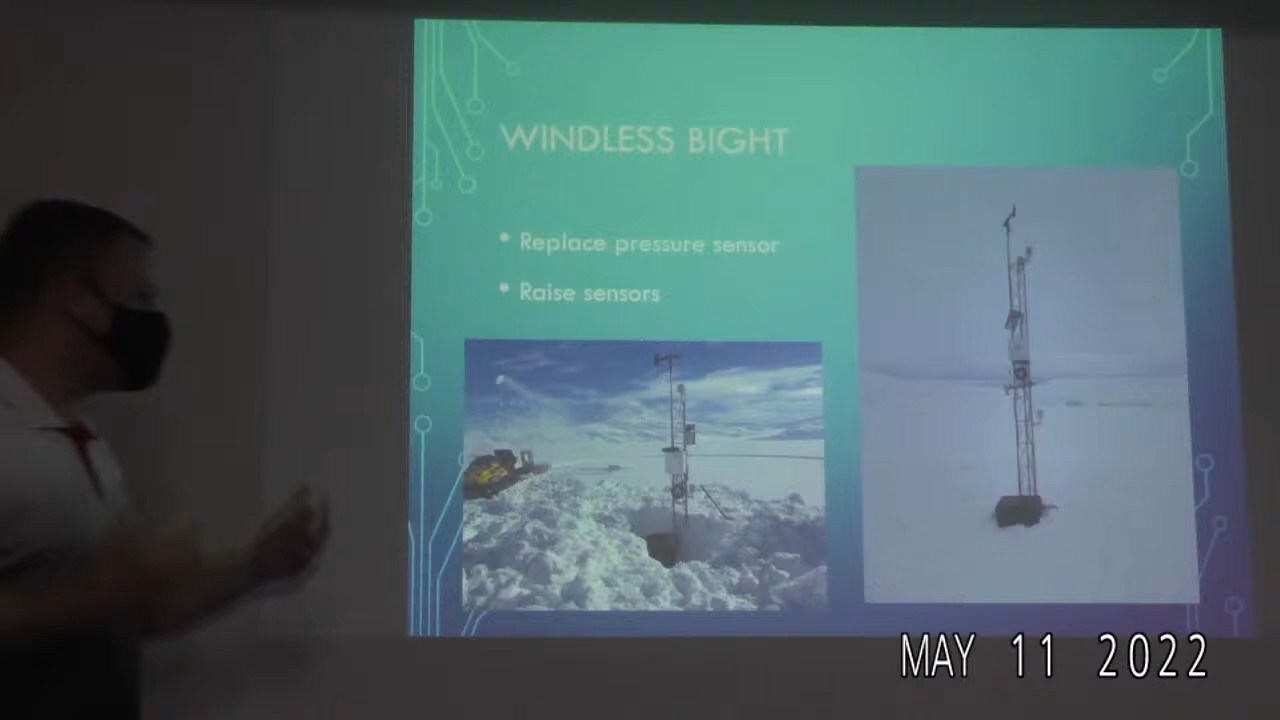 WINDLESS BIGHT
• Replace pressure sensor
• Raise sensors
MAY 11 2022